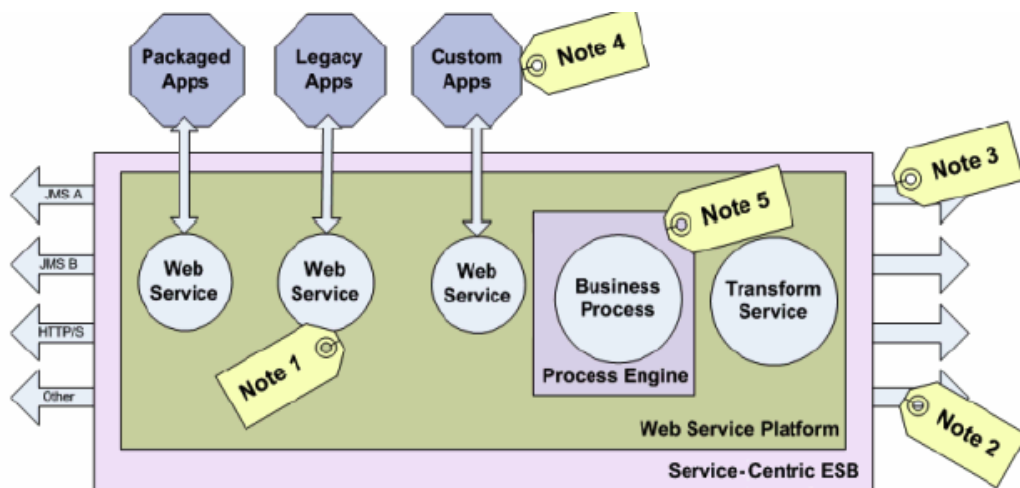 Packaged
Apps
Legacy
Apps
Custom
Apps
Note 4
Note 3
JMS A
Note 5
JMS B
Web
Service
Web
Service
Web
Service
Business
Process
Transform
Service
HTTP/S
Note 1
Process Engine
Other
Note 2
Web Service Platform
Service-Centric ESB